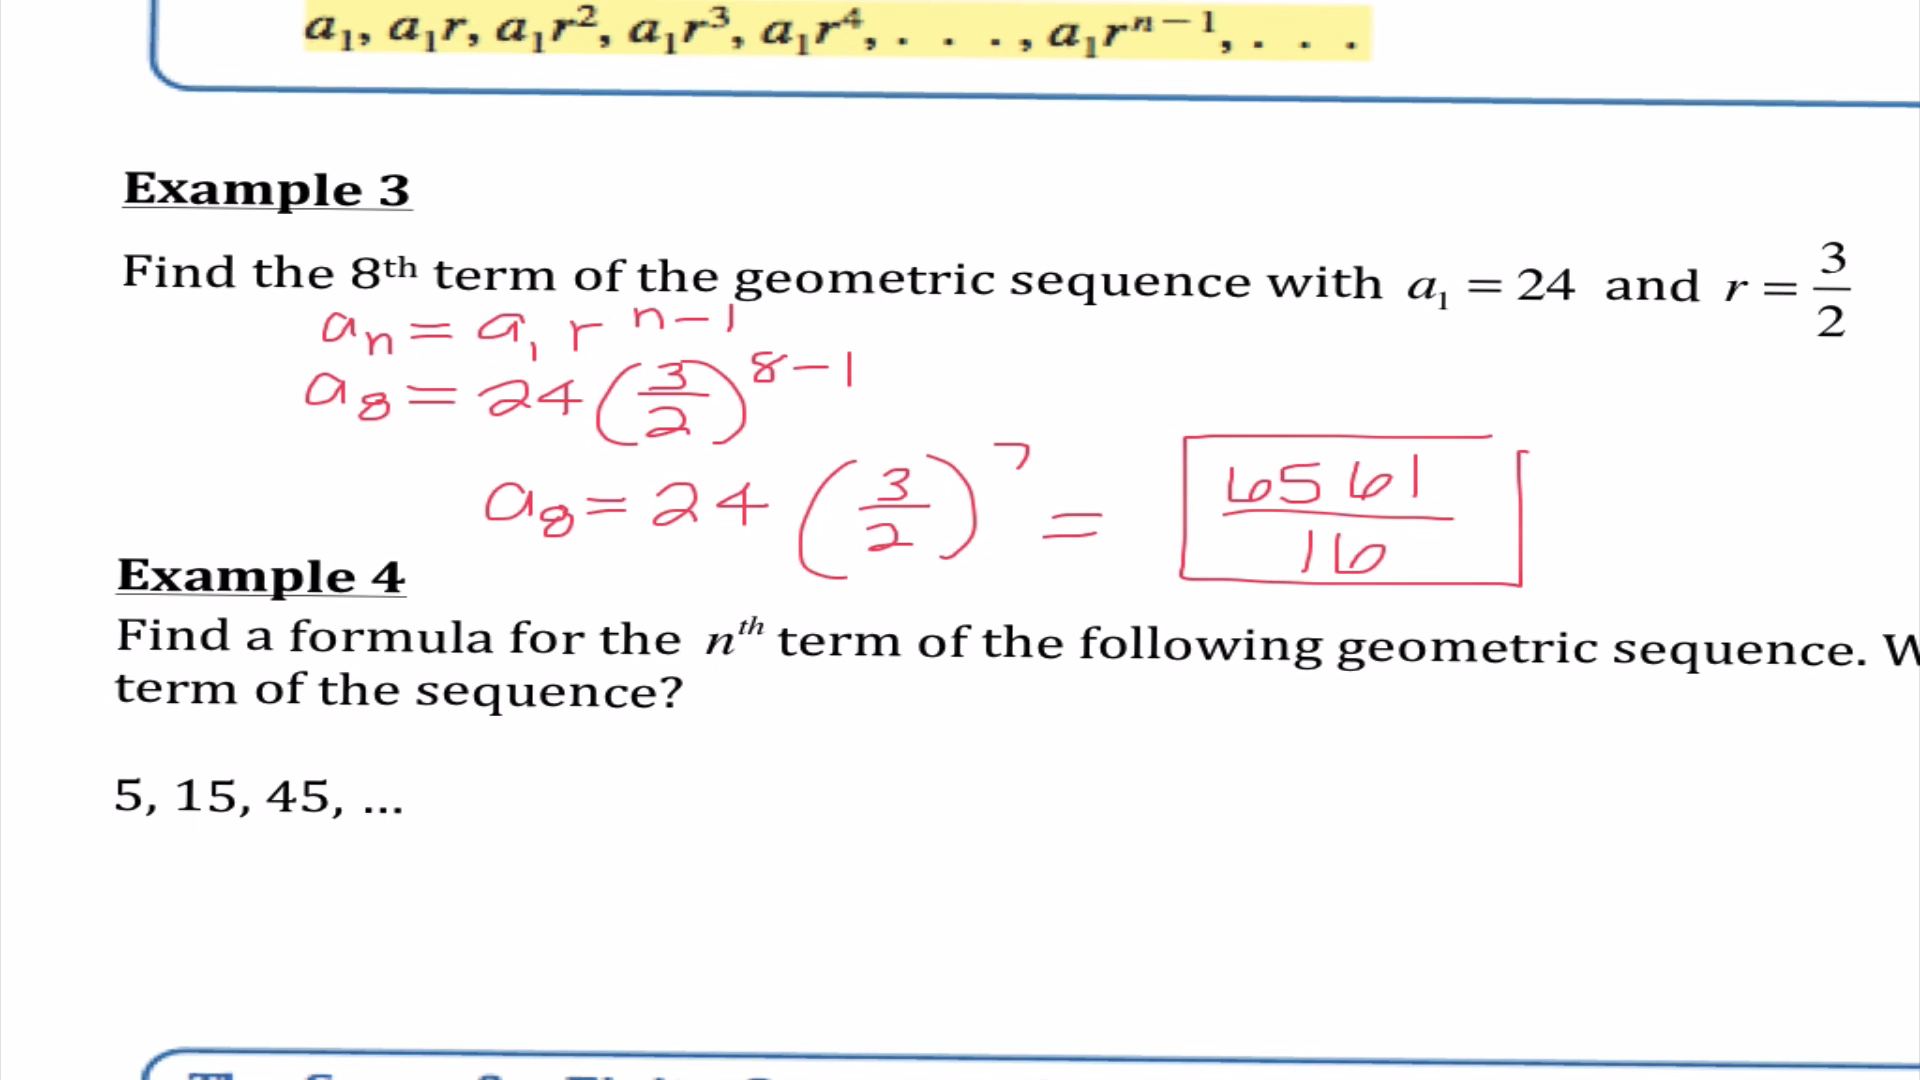 a₁, a₁r, a₁r², a₁r³, a₁r⁴, . . . , a₁rⁿ⁻¹, . . .
Example 3
Find the 8th term of the geometric sequence with a₁ = 24 and r = 3/2
aₙ = a₁ r ⁿ⁻¹
a₈ = 24 (3/2)⁸⁻¹
a₈ = 24 (3/2)⁷ = 6561/16
Example 4
Find a formula for the nᵗʰ term of the following geometric sequence.
term of the sequence?
5, 15, 45, ...